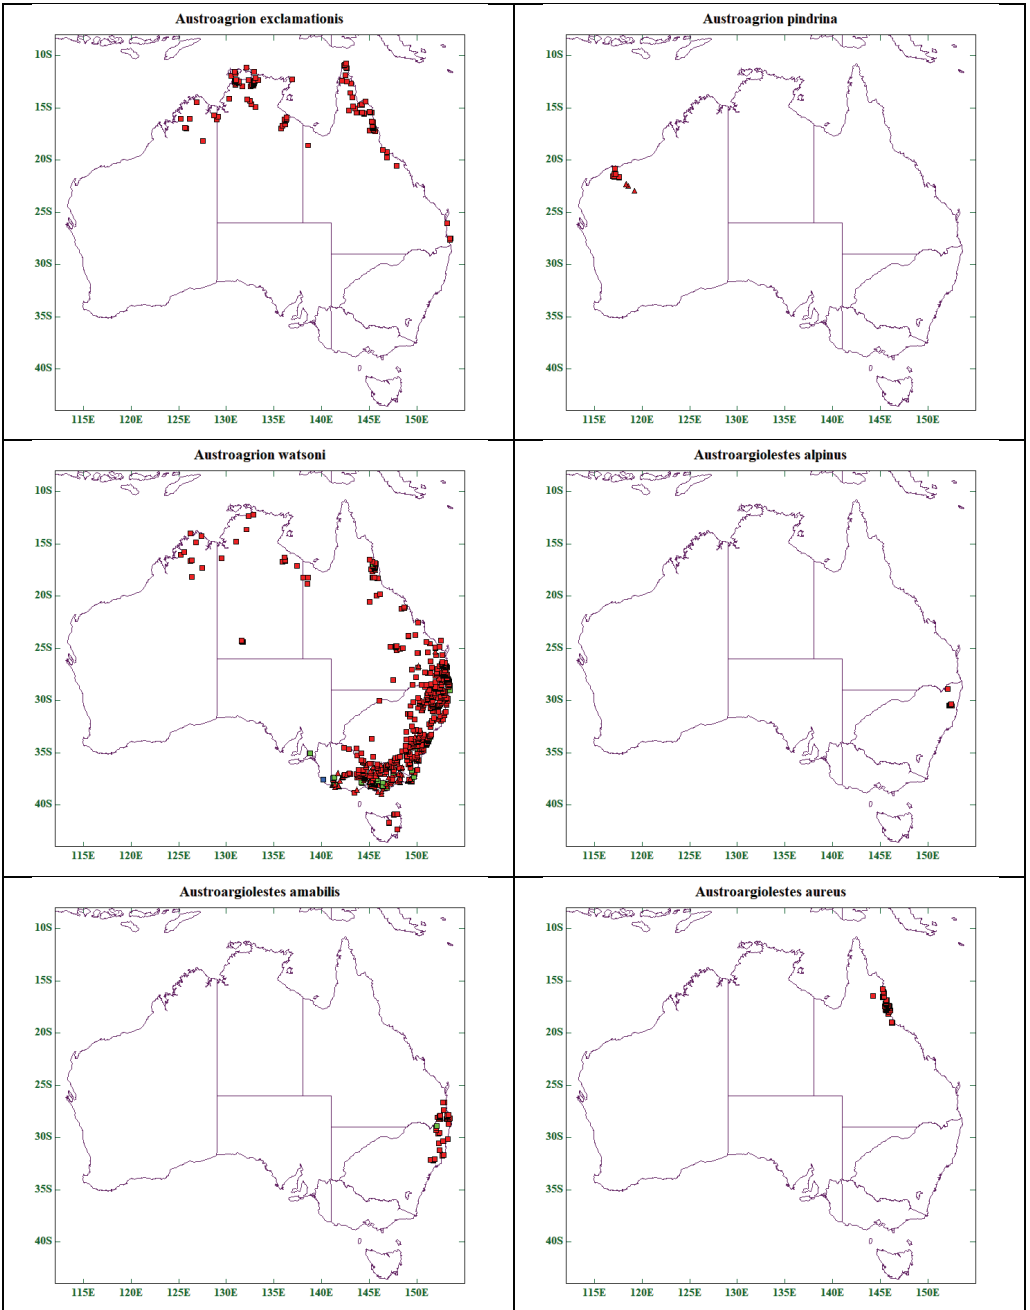 Austroagrion exclamationis
10S
15S
20S
25S
30S
35S
40S
115E 120E 125E 130E 135E 140E 145E 150E
Austroagrion pindrina
10S
15S
20S
25S
30S
35S
40S
115E 120E 125E 130E 135E 140E 145E 150E
Austroagrion watsoni
10S
15S
20S
25S
30S
35S
40S
115E 120E 125E 130E 135E 140E 145E 150E
Austroargiolestes alpinus
10S
15S
20S
25S
30S
35S
40S
115E 120E 125E 130E 135E 140E 145E 150E
Austroargiolestes amabilis
10S
15S
20S
25S
30S
35S
40S
115E 120E 125E 130E 135E 140E 145E 150E
Austroargiolestes aureus
10S
15S
20S
25S
30S
35S
40S
115E 120E 125E 130E 135E 140E 145E 150E